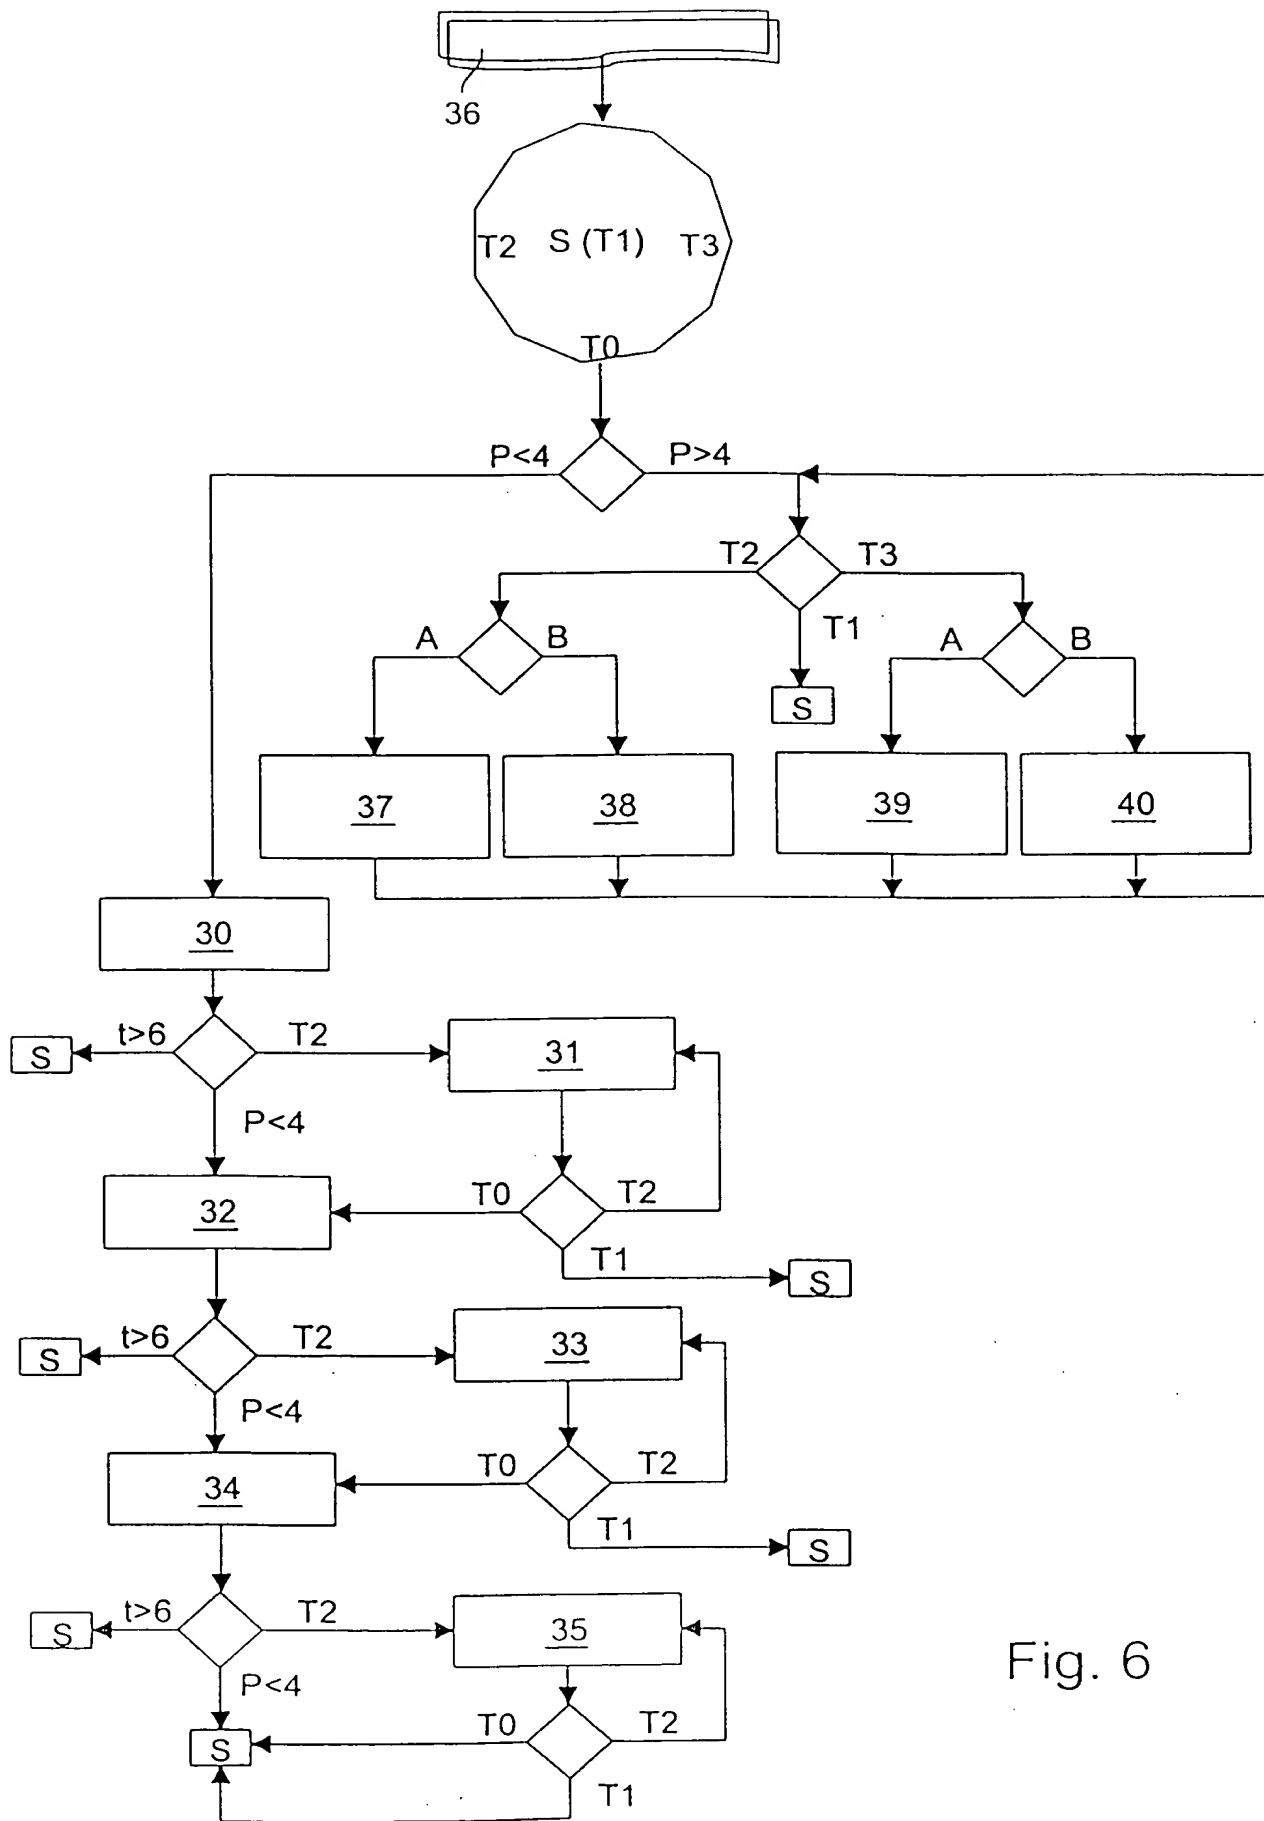 36
T2 S (T1) T3
T0
P<4 P>4
T2 T3
A B T1 A B
S
37 38 39 40
30
t>6 T2 31
S
P<4
32 T0 T2
T1 S
t>6 T2 33
S
P<4
34 T0 T2
T1 S
t>6 T2 35
S
P<4
S T0 T2
T1
Fig. 6